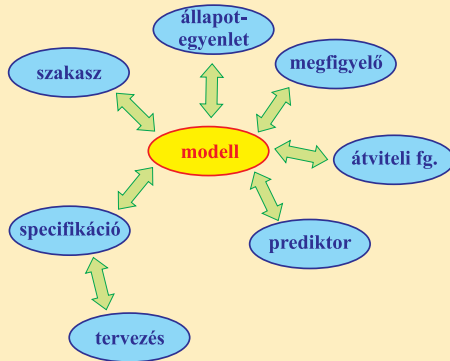 állapot-
egyenlet
megfigyelő
szakasz
modell
átviteli fg.
specifikáció
prediktor
tervezés